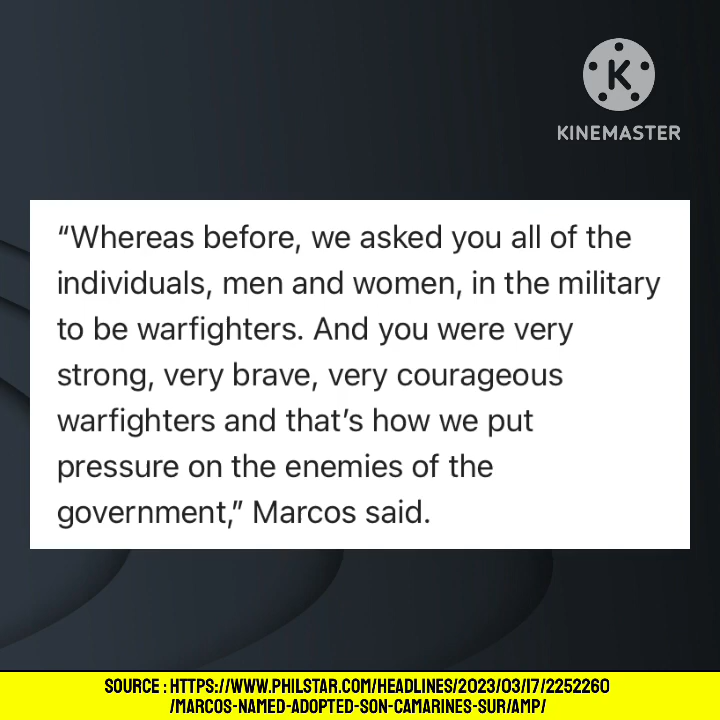 K
KINEMASTER
“Whereas before, we asked you all of the
individuals, men and women, in the military
to be warfighters. And you were very
strong, very brave, very courageous
warfighters and that’s how we put
pressure on the enemies of the
government,” Marcos said.
SOURCE : HTTPS://WWW.PHILSTAR.COM/HEADLINES/2023/03/17/2252260
/MARCOS-NAMED-ADOPTED-SON-CAMARINES-SUR/AMP/